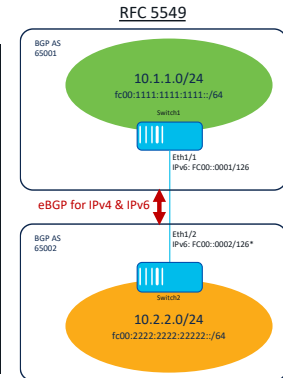 RFC 5549
BGP AS
65001
10.1.1.0/24
fc00:1111:1111:1111::/64
Switch1
Eth1/1
IPv6: FC00::0001/126
eBGP for IPv4 & IPv6
Eth1/2
IPv6: FC00::0002/126*
BGP AS
65002
Switch2
10.2.2.0/24
fc00:2222:2222:22222::/64